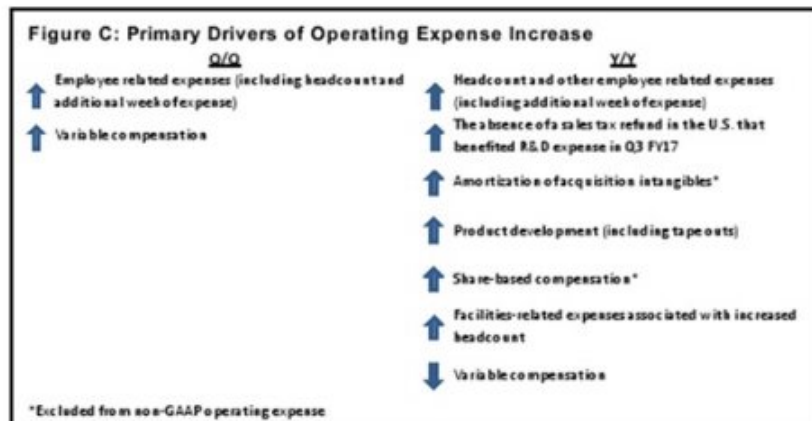 Figure C: Primary Drivers of Operating Expense Increase
Q/Q
Employee related expenses (including headcount and
additional week of expense)
Variable compensation
Y/Y
Headcount and other employee related expenses
(including additional week of expense)
The absence of a sales tax refund in the U.S. that
benefited R&D expense in Q3 FY17
Amortization of acquisition intangibles*
Product development (including tape outs)
Share-based compensation*
Facilities-related expenses associated with increased
headcount
Variable compensation
*Excluded from non-GAAP operating expense